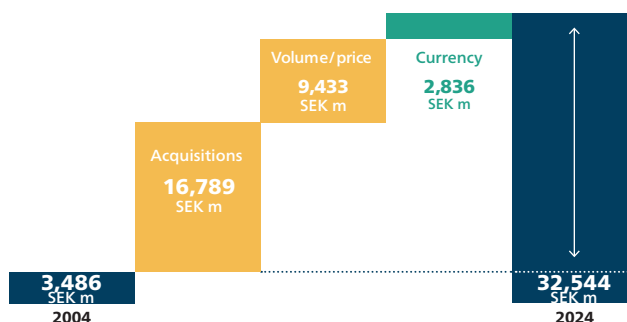 Volume/price
9,433
SEK m
Currency
2,836
SEK m
Acquisitions
16,789
SEK m
3,486
SEK m
2004
32,544
SEK m
2024